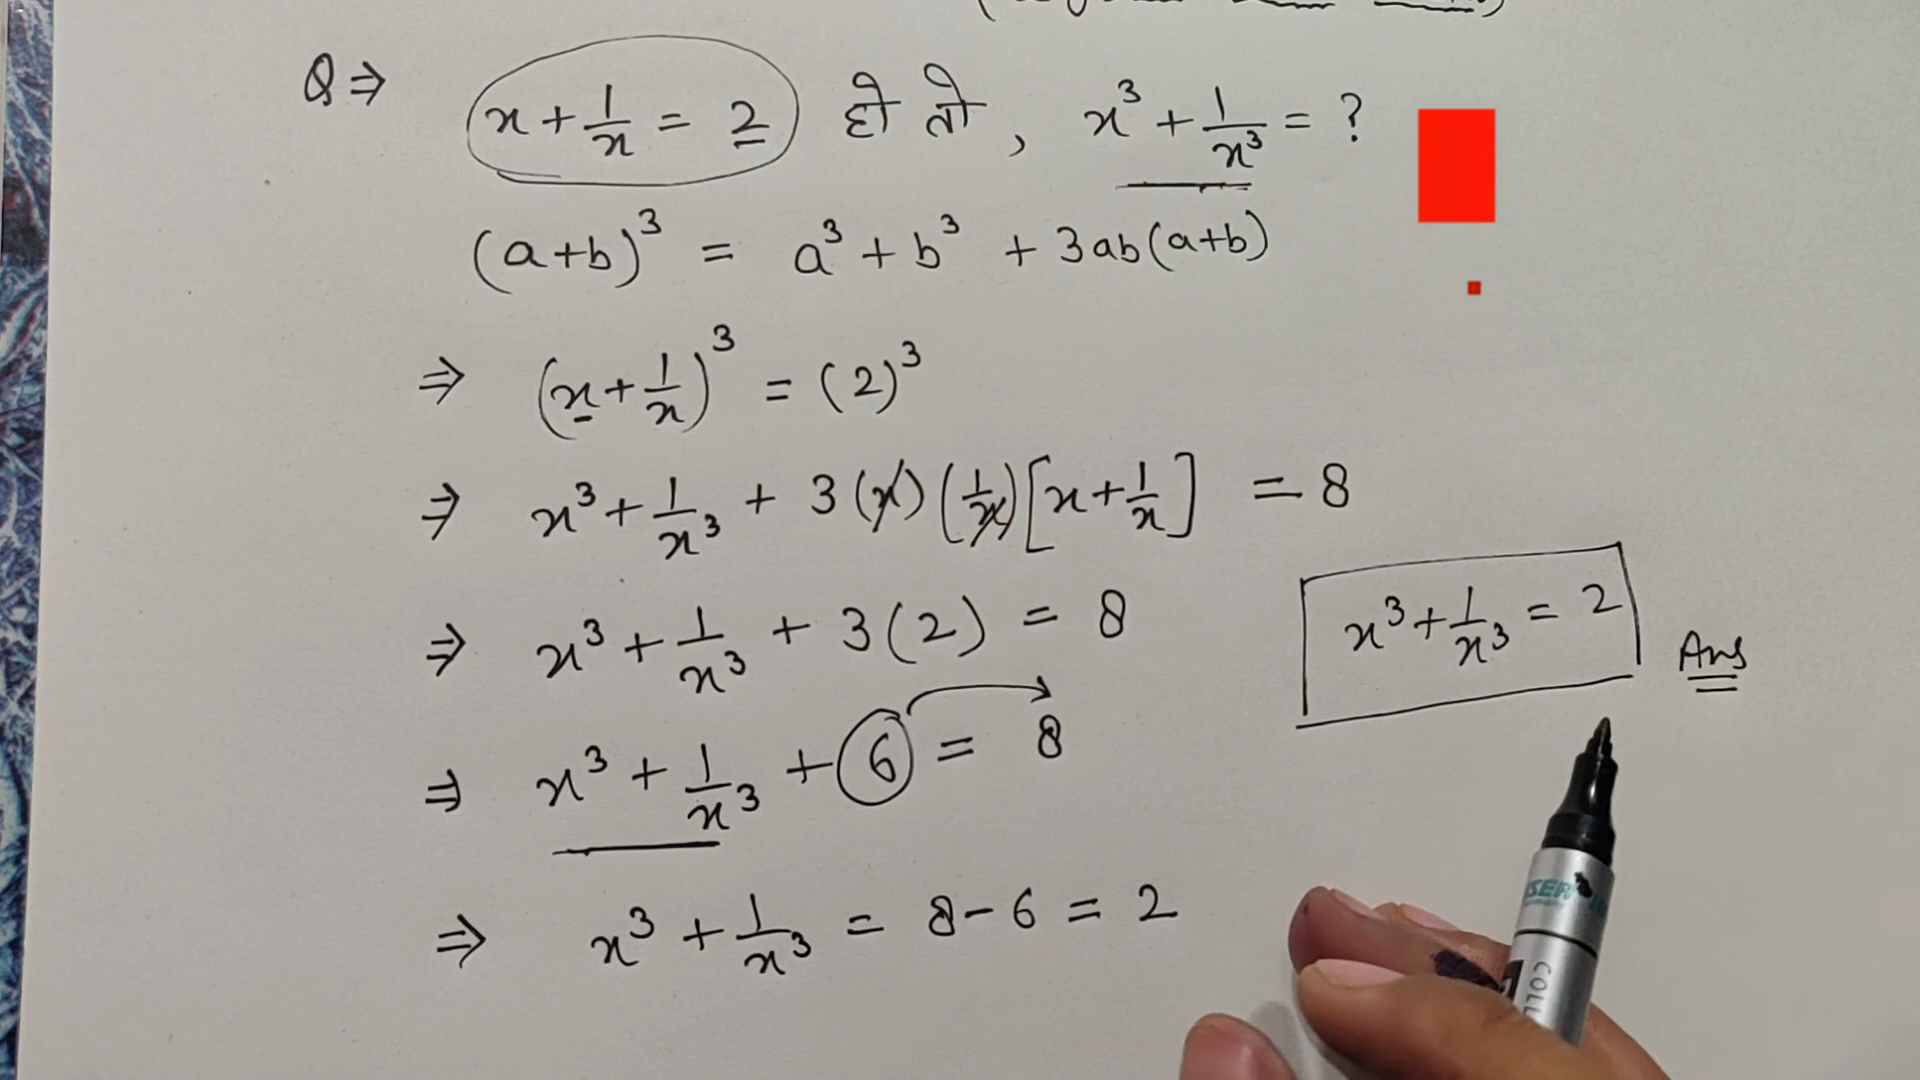 Q ⇒ x + 1/x = 2 हो तो , x³ + 1/x³ = ?
(a+b)³ = a³ + b³ + 3ab(a+b)
⇒ (x + 1/x)³ = (2)³
⇒ x³ + 1/x³ + 3(x)(1/x)[x + 1/x] = 8
⇒ x³ + 1/x³ + 3(2) = 8
⇒ x³ + 1/x³ + 6 = 8
⇒ x³ + 1/x³ = 8 - 6 = 2
x³ + 1/x³ = 2 Ans
COLL